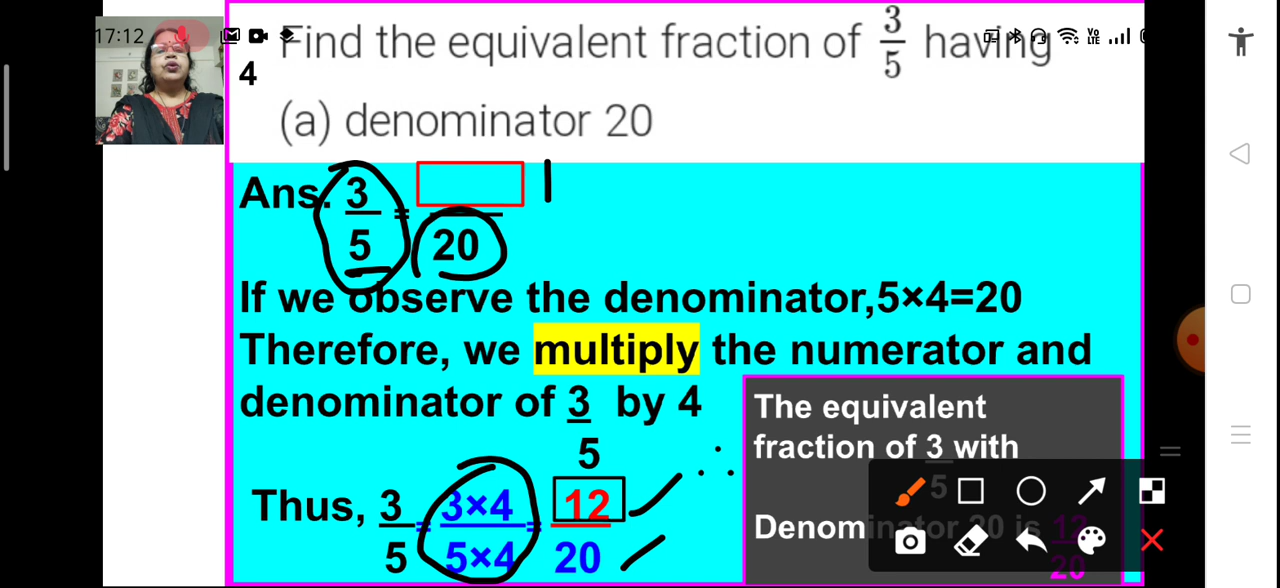 17:12
Find the equivalent fraction of 3/5 having
4
(a) denominator 20
Ans. 3/5 = /20
If we observe the denominator,5×4=20
Therefore, we multiply the numerator and
denominator of 3/5 by 4
Thus, 3/5 = 3×4/5×4 = 12/20
∴
The equivalent
fraction of 3/5 with
Denominator 20 is 12/20